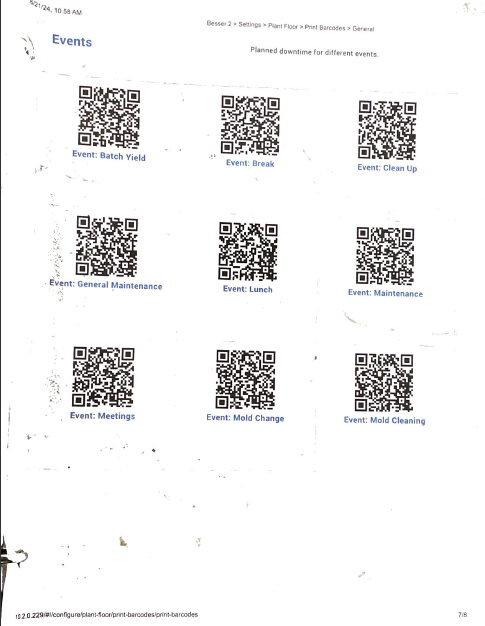 6/21/24, 10:58 AM
Besser 2 > Settings > Plant Floor > Print Barcodes > General
Events
Planned downtime for different events.
Event: Batch Yield
Event: Break
Event: Clean Up
Event: General Maintenance
Event: Lunch
Event: Maintenance
Event: Meetings
Event: Mold Change
Event: Mold Cleaning
10.2.0.229/#!/configure/plant-floor/print-barcodes/print-barcodes
7/8